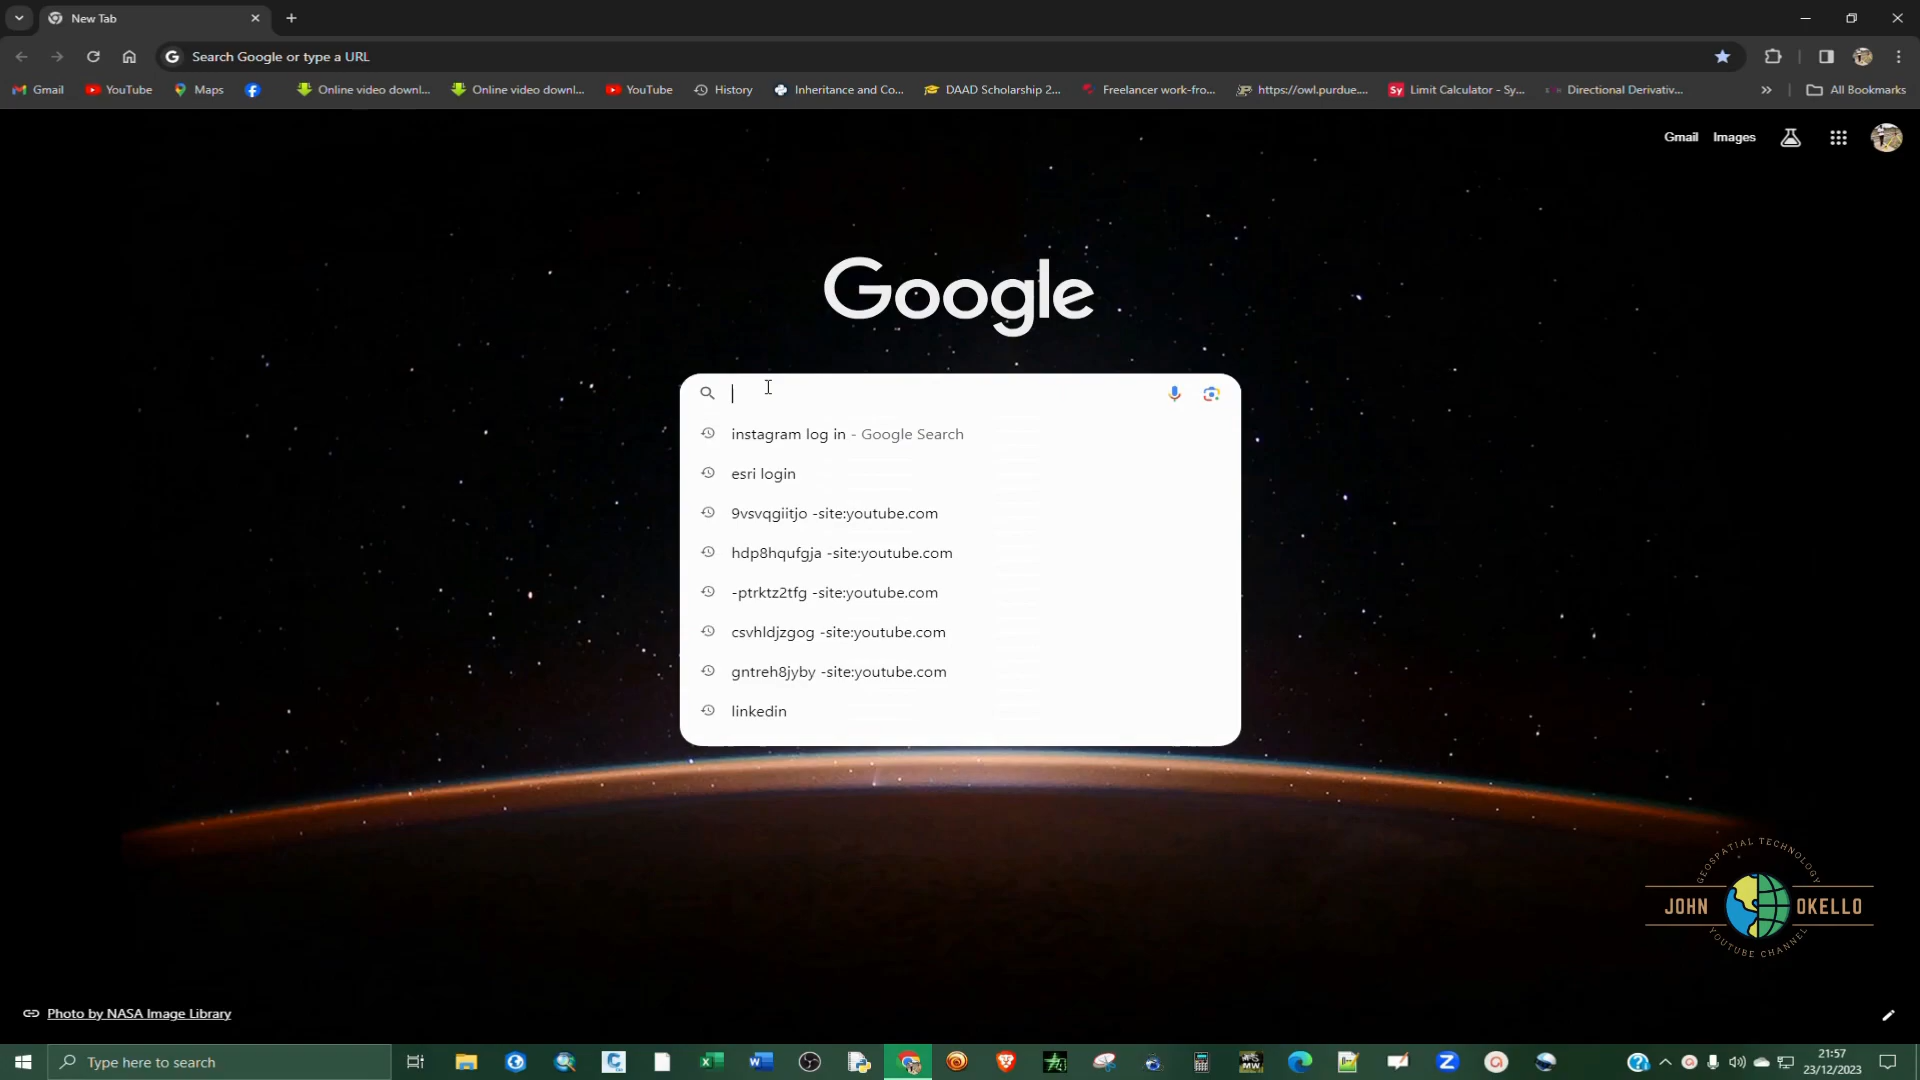 New Tab
Search Google or type a URL
Gmail YouTube Maps Online video downl... Online video downl... YouTube History Inheritance and Co... DAAD Scholarship 2... Freelancer work-fro... https://owl.purdue.... Sy Limit Calculator - Sy... Directional Derivativ... » All Bookmarks
Gmail Images
Google
instagram log in - Google Search
esri login
9vsvqgiitjo -site:youtube.com
hdp8hqufgja -site:youtube.com
-ptrktz2tfg -site:youtube.com
csvhldjzgog -site:youtube.com
gntreh8jyby -site:youtube.com
linkedin
GEOSPATIAL TECHNOLOGY
JOHN OKELLO
YOUTUBE CHANNEL
Photo by NASA Image Library
Type here to search
21:57
23/12/2023